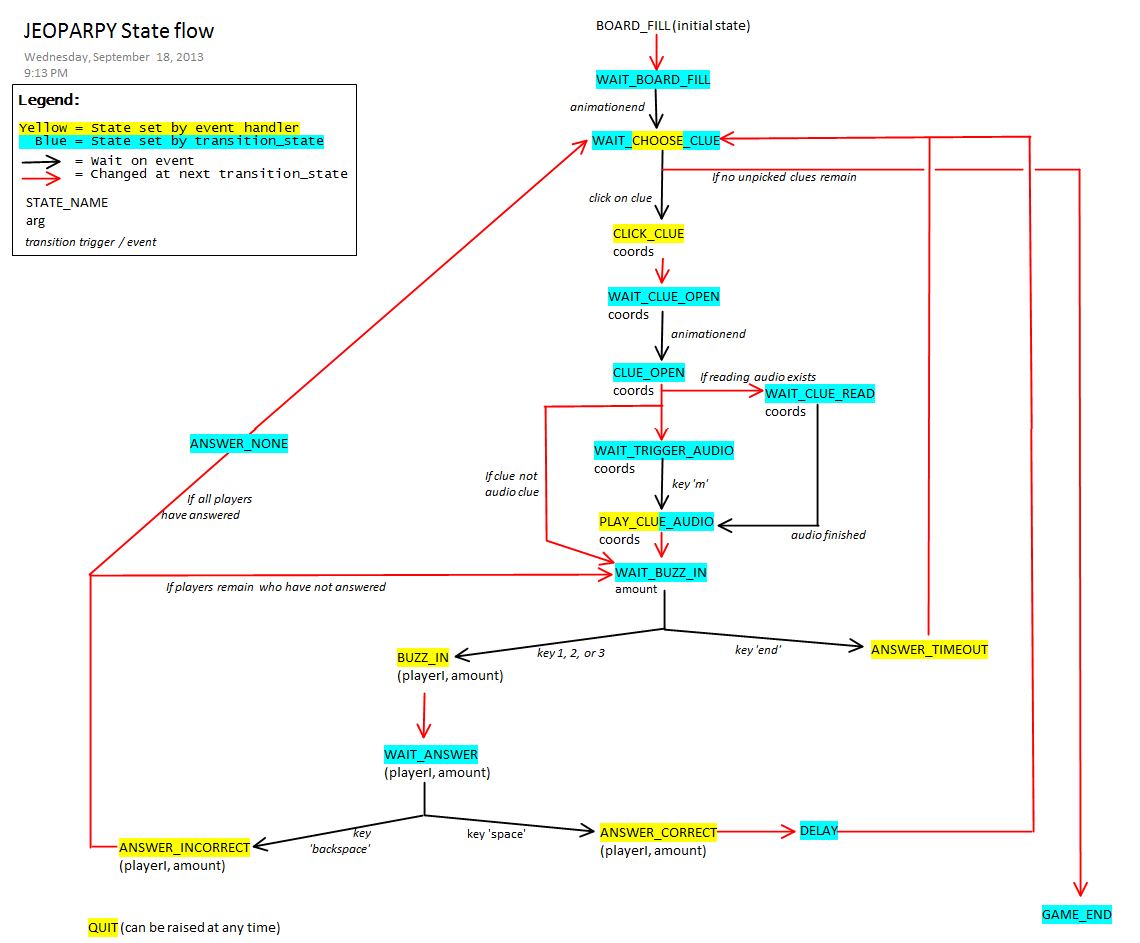 JEOPARPY State flow
Wednesday, September 18, 2013
9:13 PM
Legend:
Yellow = State set by event handler
Blue = State set by transition_state
= Wait on event
= Changed at next transition_state
STATE_NAME
arg
transition trigger / event
BOARD_FILL (initial state)
WAIT_BOARD_FILL
animationend
WAIT_CHOOSE_CLUE
If no unpicked clues remain
click on clue
CLICK_CLUE
coords
WAIT_CLUE_OPEN
coords
animationend
CLUE_OPEN
coords
If reading audio exists
WAIT_CLUE_READ
coords
ANSWER_NONE
WAIT_TRIGGER_AUDIO
coords
If clue not
audio clue
key 'm'
If all players
have answered
PLAY_CLUE_AUDIO
coords
audio finished
WAIT_BUZZ_IN
amount
If players remain who have not answered
key 1, 2, or 3
key 'end'
BUZZ_IN
(playerI, amount)
ANSWER_TIMEOUT
WAIT_ANSWER
(playerI, amount)
key
'backspace'
key 'space'
ANSWER_INCORRECT
(playerI, amount)
ANSWER_CORRECT
(playerI, amount)
DELAY
GAME_END
QUIT (can be raised at any time)